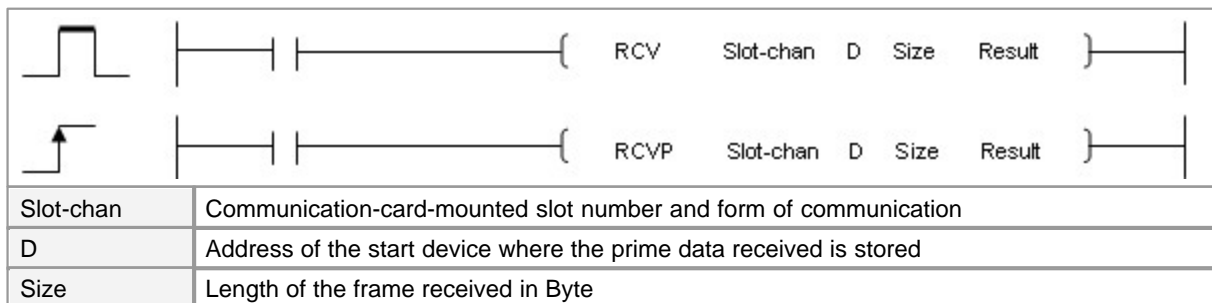 RCV Slot-chan D Size Result
RCVP Slot-chan D Size Result
Slot-chan Communication-card-mounted slot number and form of communication
D Address of the start device where the prime data received is stored
Size Length of the frame received in Byte